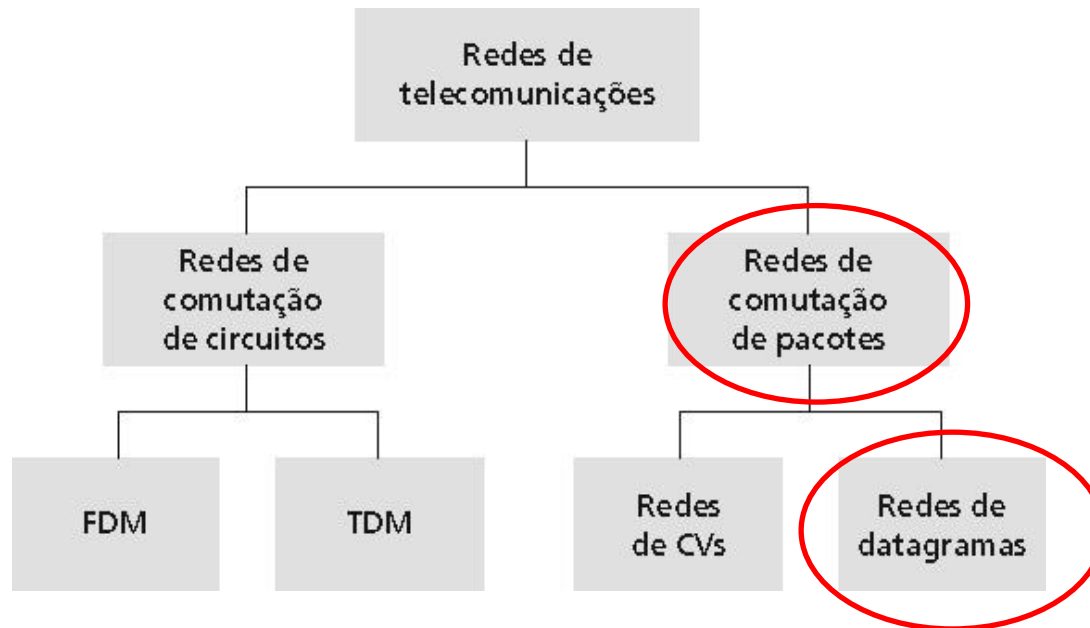 Redes de
telecomunicações
Redes de
comutação
de circuitos
Redes de
comutação
de pacotes
FDM
TDM
Redes
de CVs
Redes de
datagramas